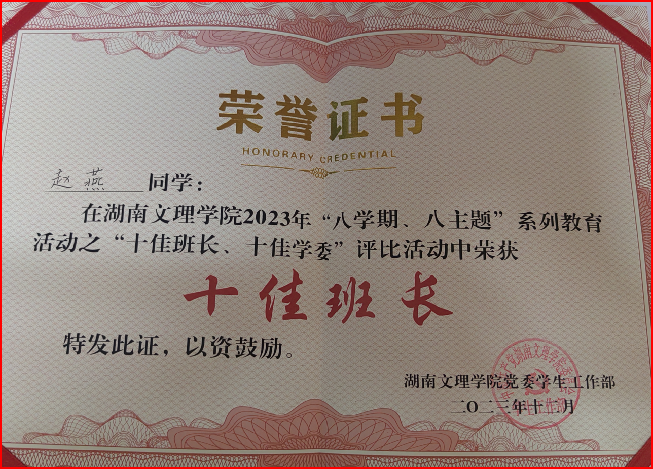 荣誉证书
HONORARY CREDENTIAL
赵燕 同学：
在湖南文理学院2023年“八学期、八主题”系列教育
活动之“十佳班长、十佳学委”评比活动中荣获
十佳班长
特发此证，以资鼓励。
湖南文理学院党委学生工作部
二〇二三年十二月